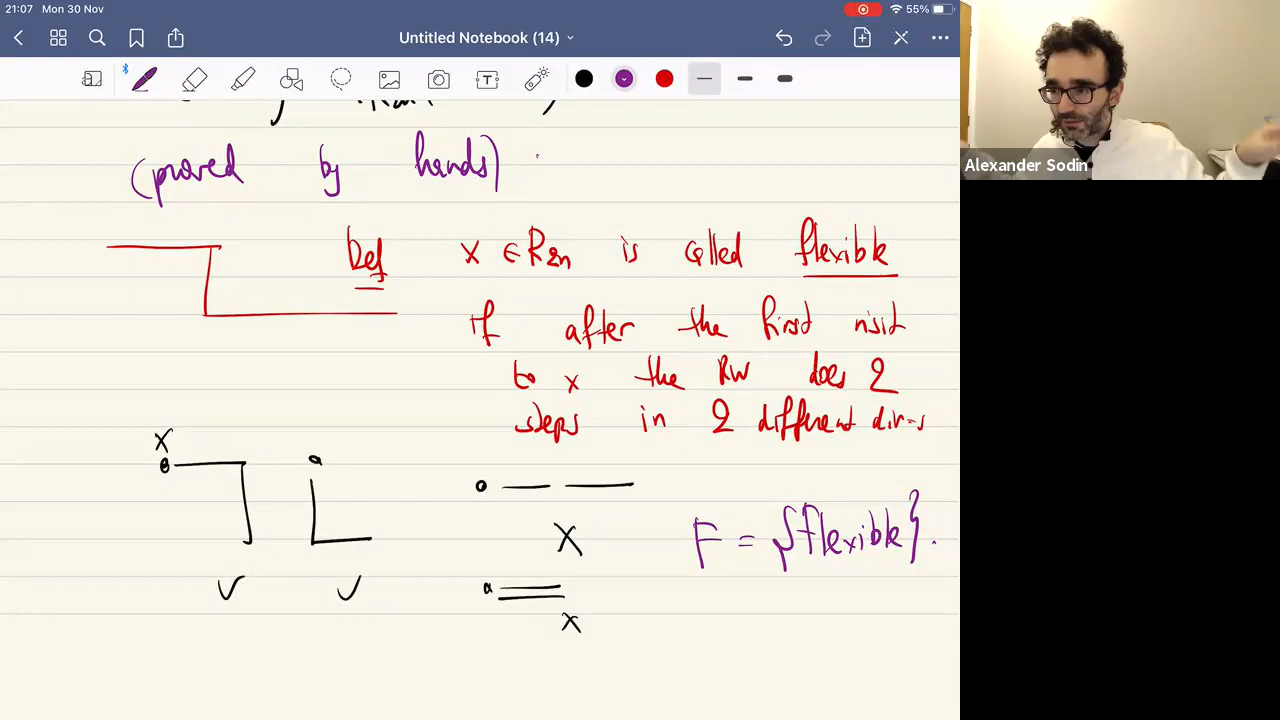 21:07 Mon 30 Nov
55%
Untitled Notebook (14)
Alexander Sodin
(proved by hands)
Def x ∈ R2n is called flexible
if after the first visit
to x the RW does 2
steps in 2 different dir-s
x
F = {flexible}.